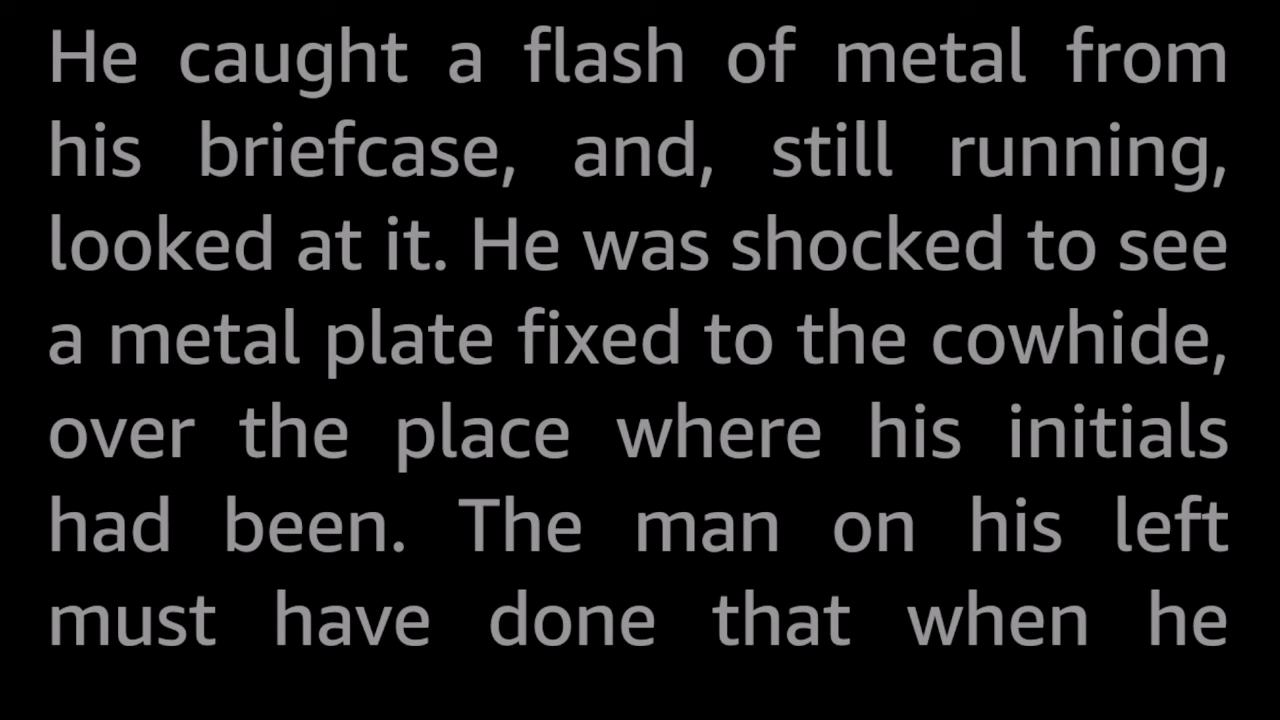 He caught a flash of metal from
his briefcase, and, still running,
looked at it. He was shocked to see
a metal plate fixed to the cowhide,
over the place where his initials
had been. The man on his left
must have done that when he